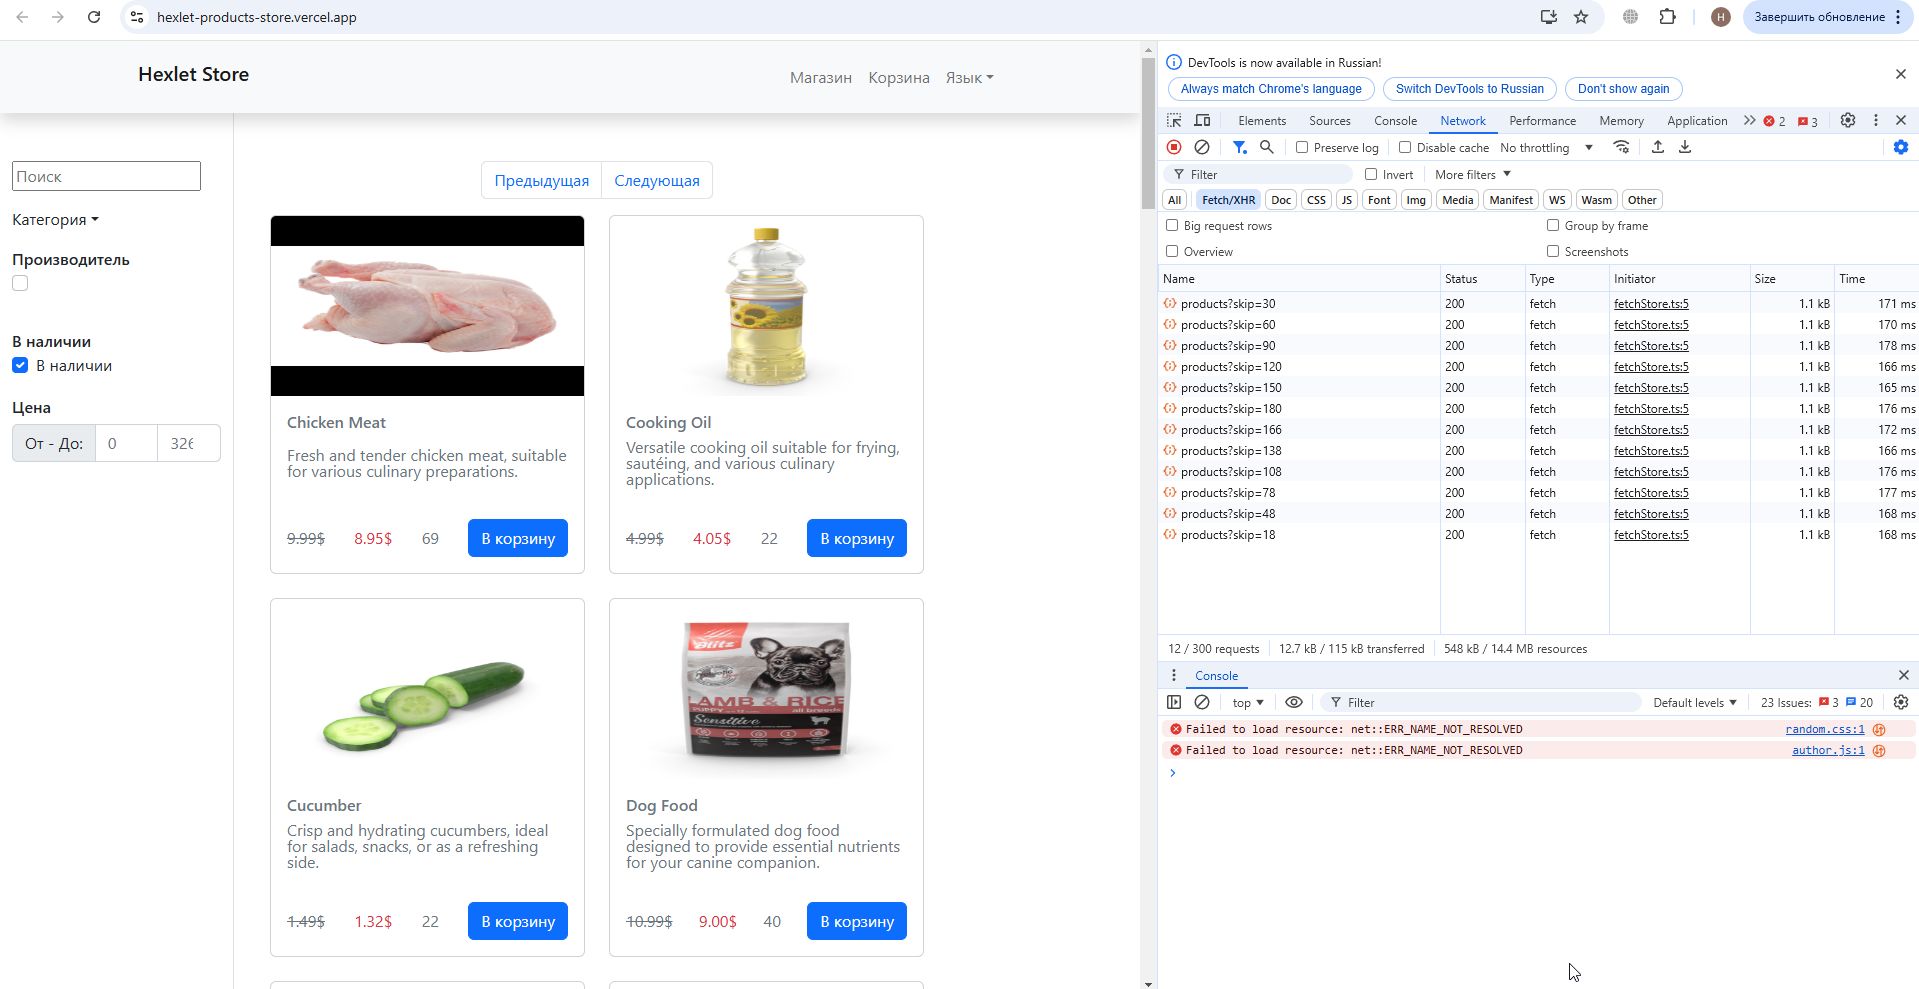 hexlet-products-store.vercel.app
H
Завершить обновление
Hexlet Store
Магазин
Корзина
Язык
Поиск
Категория
Производитель
В наличии
В наличии
Цена
От - До:
0
326
Предыдущая
Следующая
Chicken Meat
Fresh and tender chicken meat, suitable
for various culinary preparations.
9.99$
8.95$
69
В корзину
Cooking Oil
Versatile cooking oil suitable for frying,
sautéing, and various culinary
applications.
4.99$
4.05$
22
В корзину
Cucumber
Crisp and hydrating cucumbers, ideal
for salads, snacks, or as a refreshing
side.
1.49$
1.32$
22
В корзину
Blitz
LAMB & RICE
PUPPY
all breeds
Sensitive
Dog Food
Specially formulated dog food
designed to provide essential nutrients
for your canine companion.
10.99$
9.00$
40
В корзину
DevTools is now available in Russian!
Always match Chrome's language
Switch DevTools to Russian
Don't show again
Elements
Sources
Console
Network
Performance
Memory
Application
2
3
Preserve log
Disable cache
No throttling
Filter
Invert
More filters
All
Fetch/XHR
Doc
CSS
JS
Font
Img
Media
Manifest
WS
Wasm
Other
Big request rows
Group by frame
Overview
Screenshots
Name Status Type Initiator Size Time
products?skip=30 200 fetch fetchStore.ts:5 1.1 kB 171 ms
products?skip=60 200 fetch fetchStore.ts:5 1.1 kB 170 ms
products?skip=90 200 fetch fetchStore.ts:5 1.1 kB 178 ms
products?skip=120 200 fetch fetchStore.ts:5 1.1 kB 166 ms
products?skip=150 200 fetch fetchStore.ts:5 1.1 kB 165 ms
products?skip=180 200 fetch fetchStore.ts:5 1.1 kB 176 ms
products?skip=166 200 fetch fetchStore.ts:5 1.1 kB 172 ms
products?skip=138 200 fetch fetchStore.ts:5 1.1 kB 166 ms
products?skip=108 200 fetch fetchStore.ts:5 1.1 kB 176 ms
products?skip=78 200 fetch fetchStore.ts:5 1.1 kB 177 ms
products?skip=48 200 fetch fetchStore.ts:5 1.1 kB 168 ms
products?skip=18 200 fetch fetchStore.ts:5 1.1 kB 168 ms
12 / 300 requests
12.7 kB / 115 kB transferred
548 kB / 14.4 MB resources
Console
top
Filter
Default levels
23 Issues:
3
20
Failed to load resource: net::ERR_NAME_NOT_RESOLVED random.css:1
Failed to load resource: net::ERR_NAME_NOT_RESOLVED author.js:1